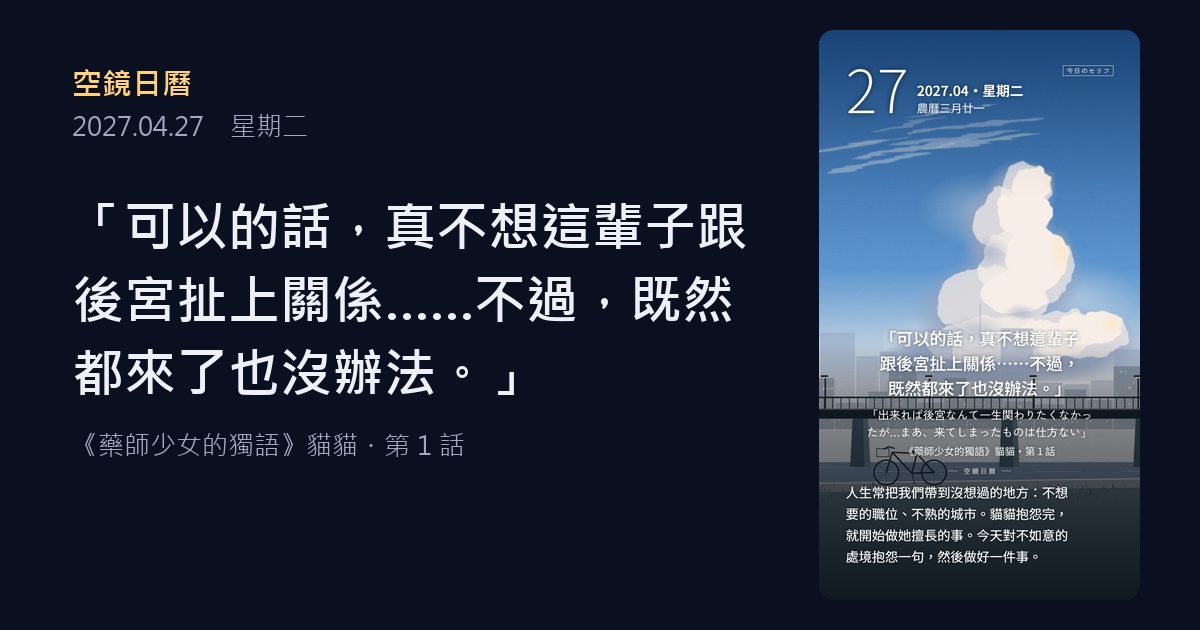 空鏡日曆
2027.04.27　星期二
「可以的話，真不想這輩子跟
後宮扯上關係……不過，既然
都來了也沒辦法。」
《藥師少女的獨語》貓貓・第 1 話
27
2027.04・星期二
農曆三月廿一
今日のセリフ
「可以的話，真不想這輩子
跟後宮扯上關係……不過，
既然都來了也沒辦法。」
「出来れば後宮なんて一生関わりたくなかっ
たが…まあ、来てしまったものは仕方ない」
《藥師少女的獨語》貓貓・第 1 話
空鏡日曆
人生常把我們帶到沒想過的地方：不想
要的職位、不熟的城市。貓貓抱怨完，
就開始做她擅長的事。今天對不如意的
處境抱怨一句，然後做好一件事。